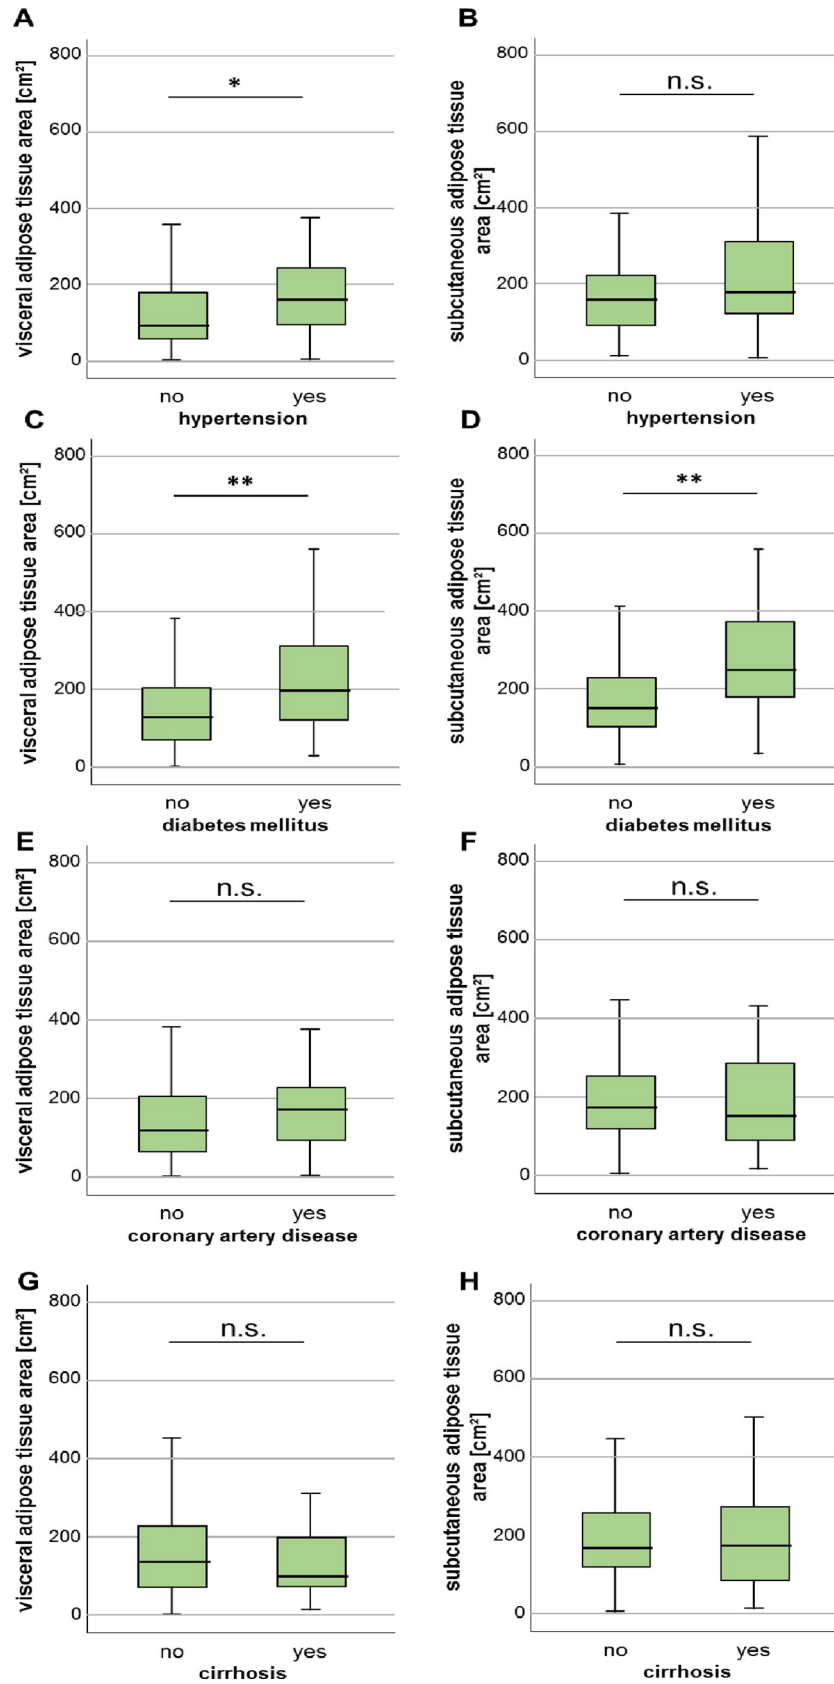 A
visceral adipose tissue area [cm²]
800
600
400
200
0
*
no yes
hypertension
B
subcutaneous adipose tissue
area [cm²]
800
600
400
200
0
n.s.
no yes
hypertension
C
visceral adipose tissue area [cm²]
800
600
400
200
0
**
no yes
diabetes mellitus
D
subcutaneous adipose tissue
area [cm²]
800
600
400
200
0
**
no yes
diabetes mellitus
E
visceral adipose tissue area [cm²]
800
600
400
200
0
n.s.
no yes
coronary artery disease
F
subcutaneous adipose tissue
area [cm²]
800
600
400
200
0
n.s.
no yes
coronary artery disease
G
visceral adipose tissue area [cm²]
800
600
400
200
0
n.s.
no yes
cirrhosis
H
subcutaneous adipose tissue
area [cm²]
800
600
400
200
0
n.s.
no yes
cirrhosis